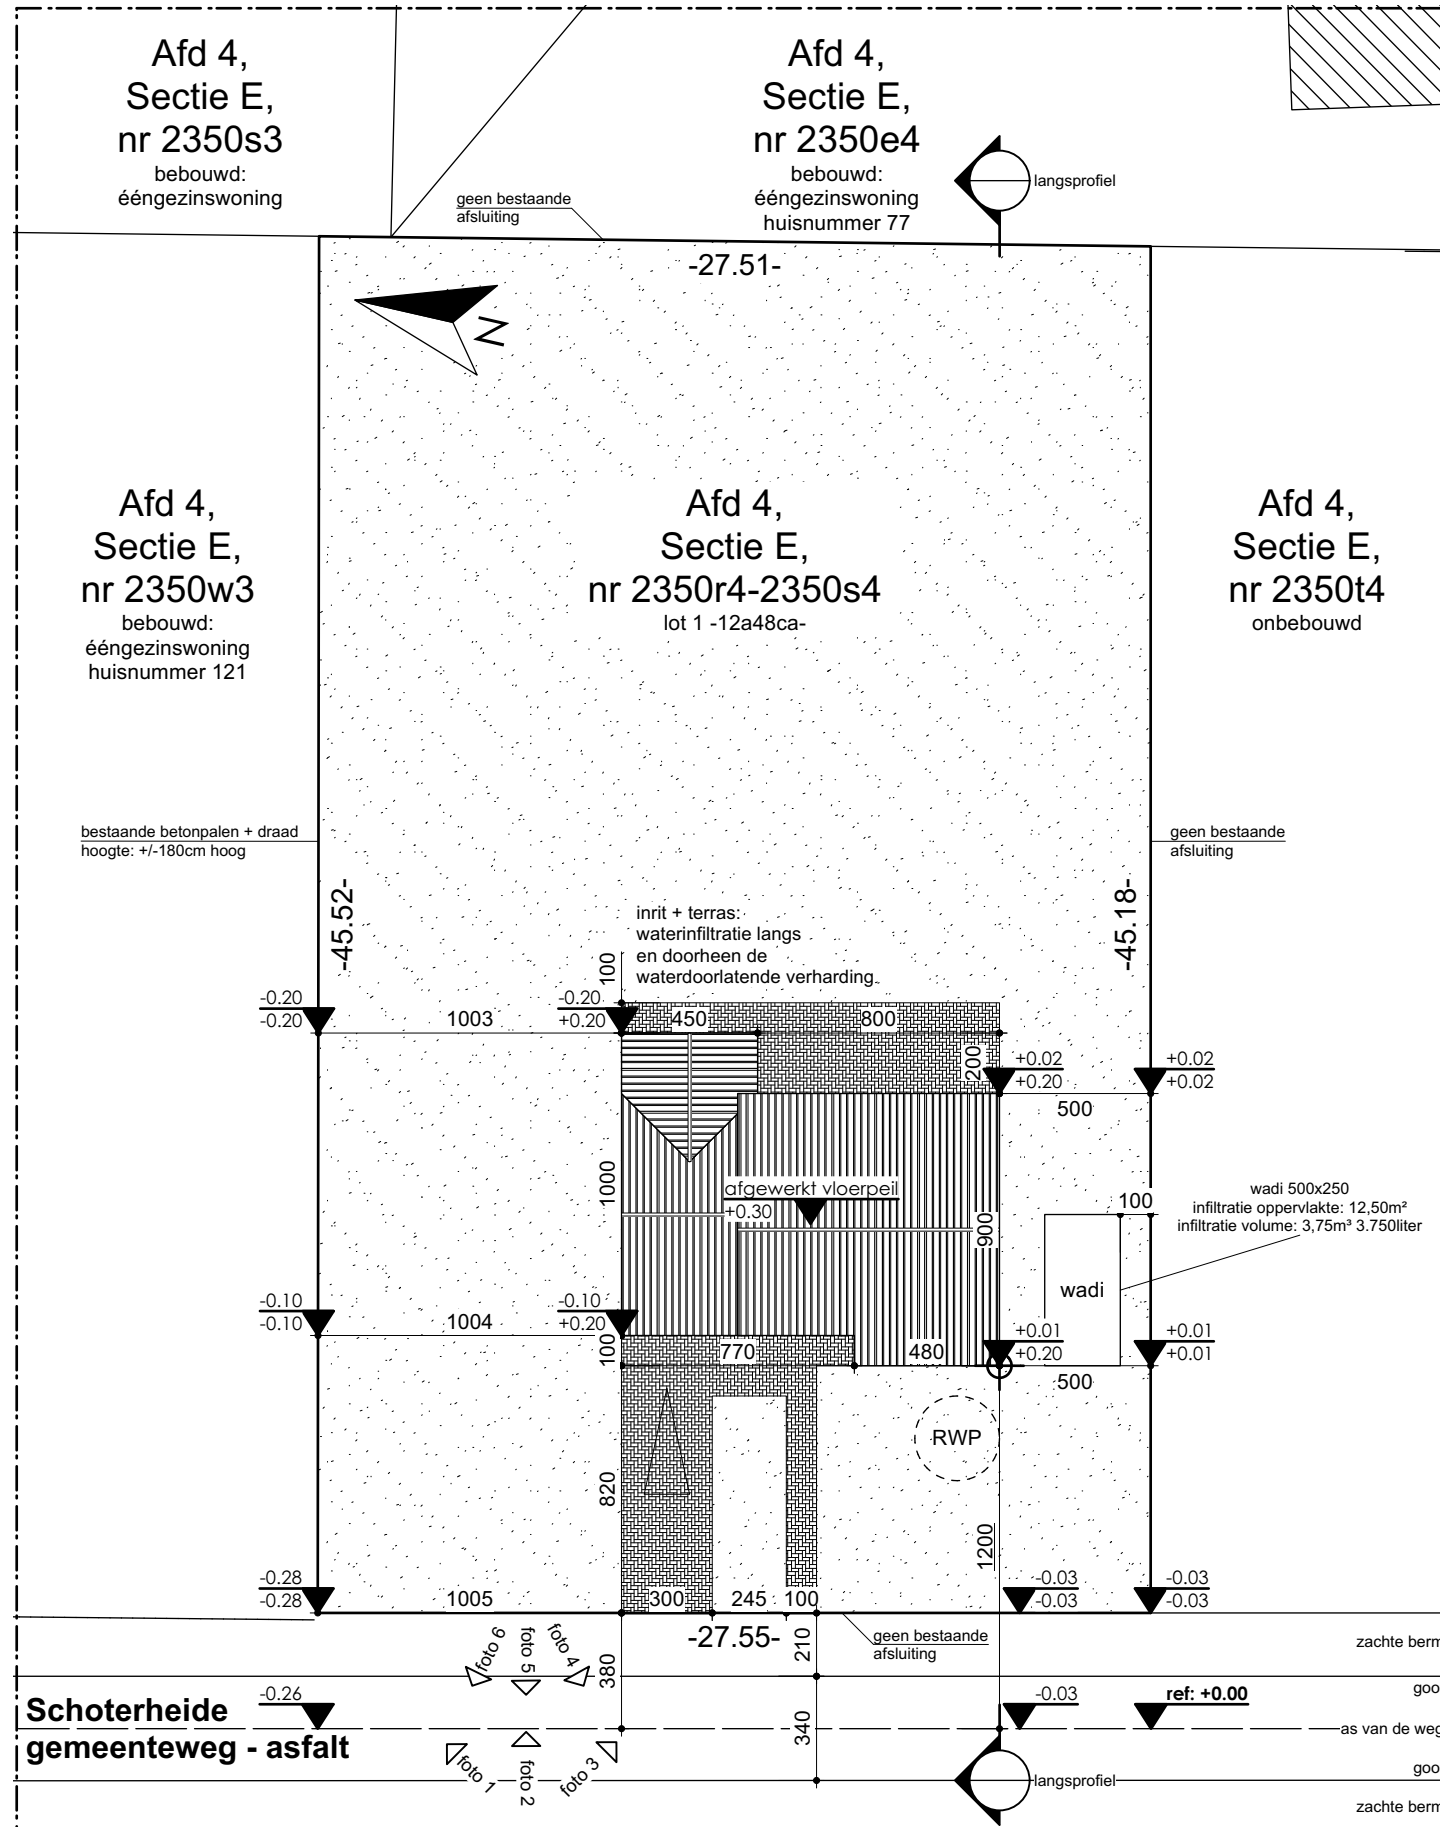 Afd 4,
Sectie E,
nr 2350s3
bebouwd:
ééngezinswoning
Afd 4,
Sectie E,
nr 2350e4
bebouwd:
ééngezinswoning
huisnummer 77
langsprofiel
geen bestaande
afsluiting
-27.51-
N
Afd 4,
Sectie E,
nr 2350w3
bebouwd:
ééngezinswoning
huisnummer 121
Afd 4,
Sectie E,
nr 2350r4-2350s4
lot 1 -12a48ca-
Afd 4,
Sectie E,
nr 2350t4
onbebouwd
bestaande betonpalen + draad
hoogte: +/-180cm hoog
geen bestaande
afsluiting
-45.52-
-45.18-
inrit + terras:
waterinfiltratie langs
en doorheen de
waterdoorlatende verharding.
100
-0.20
-0.20
1003
-0.20
+0.20
450
800
200
+0.02
+0.20
+0.02
+0.02
500
1000
afgewerkt vloerpeil
+0.30
900
100
wadi 500x250
infiltratie oppervlakte: 12,50m²
infiltratie volume: 3,75m³ 3.750liter
wadi
-0.10
-0.10
1004
-0.10
+0.20
100
770
480
+0.01
+0.20
+0.01
+0.01
500
RWP
820
1200
-0.28
-0.28
1005
300
245
100
-0.03
-0.03
-0.03
-0.03
-27.55-
geen bestaande
afsluiting
210
380
foto 6
foto 5
foto 4
zachte berm
goo
Schoterheide
gemeenteweg - asfalt
-0.26
-0.03
ref: +0.00
340
as van de weg
foto 1
foto 2
foto 3
langsprofiel
goo
zachte berm